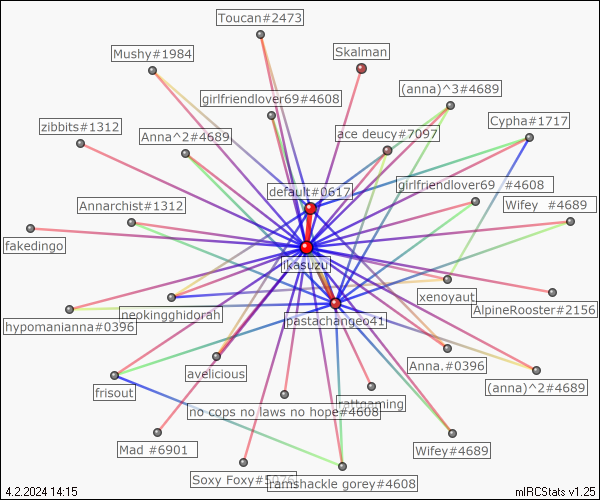 Toucan#2473
Skalman
Mushy#1984
(anna)^3#4689
girlfriendlover69#4608
Cypha#1717
zibbits#1312
Anna^2#4689
ace deucy#7097
default#0617
girlfriendlover69 #4608
Annarchist#1312
Wifey #4689
fakedingo
ikasuzu
xenoyaut
AlpineRooster#2156
neokingghidorah
hypomanianna#0396
pastachangeo41
Anna.#0396
avelicious
frisout
(anna)^2#4689
rattgaming
no cops no laws no hope#4608
Mad #6901
Wifey#4689
Soxy Foxy#
ramshackle gorey#4608
4.2.2024 14:15
mIRCStats v1.25